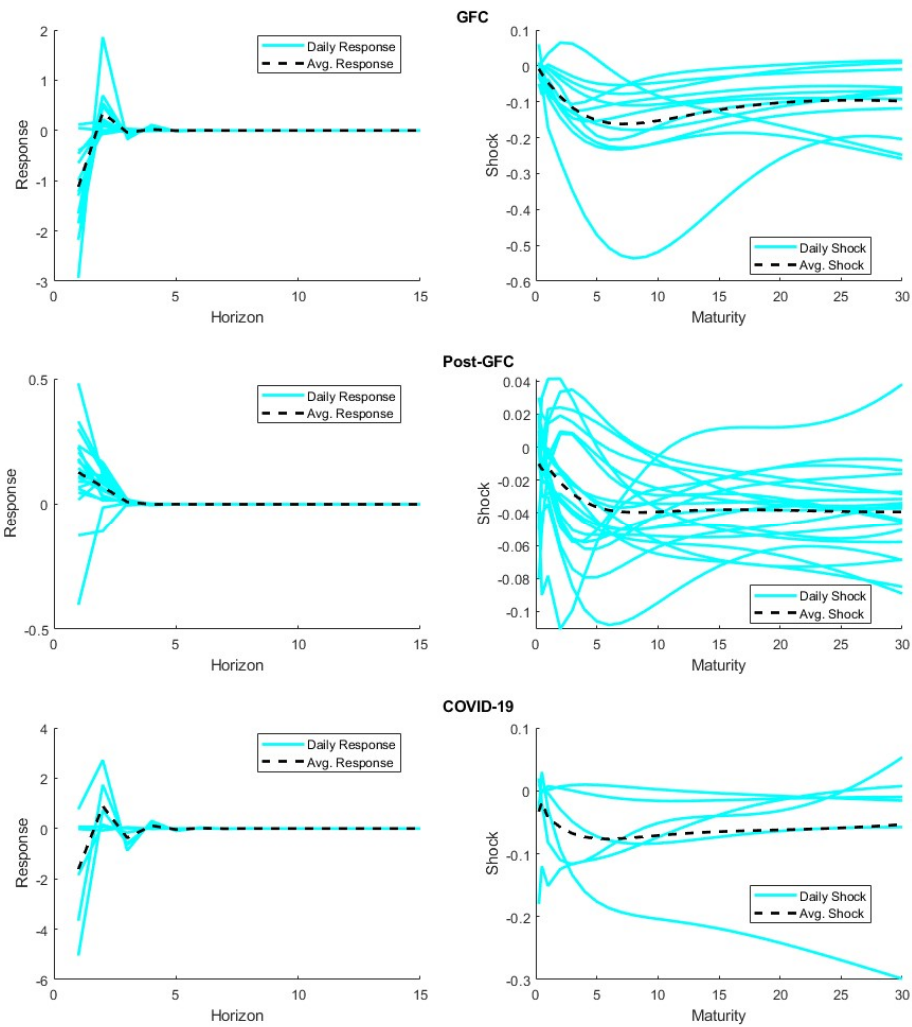 GFC
2
1
0
-1
-2
-3
Response
0
5
10
15
Horizon
Daily Response
Avg. Response
0.1
0
-0.1
-0.2
-0.3
-0.4
-0.5
-0.6
Shock
0
5
10
15
20
25
30
Maturity
Daily Shock
Avg. Shock
Post-GFC
0.5
0
-0.5
Response
0
5
10
15
Horizon
Daily Response
Avg. Response
0.04
0.02
0
-0.02
-0.04
-0.06
-0.08
-0.1
Shock
0
5
10
15
20
25
30
Maturity
Daily Shock
Avg. Shock
COVID-19
4
2
0
-2
-4
-6
Response
0
5
10
15
Horizon
Daily Response
Avg. Response
0.1
0
-0.1
-0.2
-0.3
Shock
0
5
10
15
20
25
30
Maturity
Daily Shock
Avg. Shock